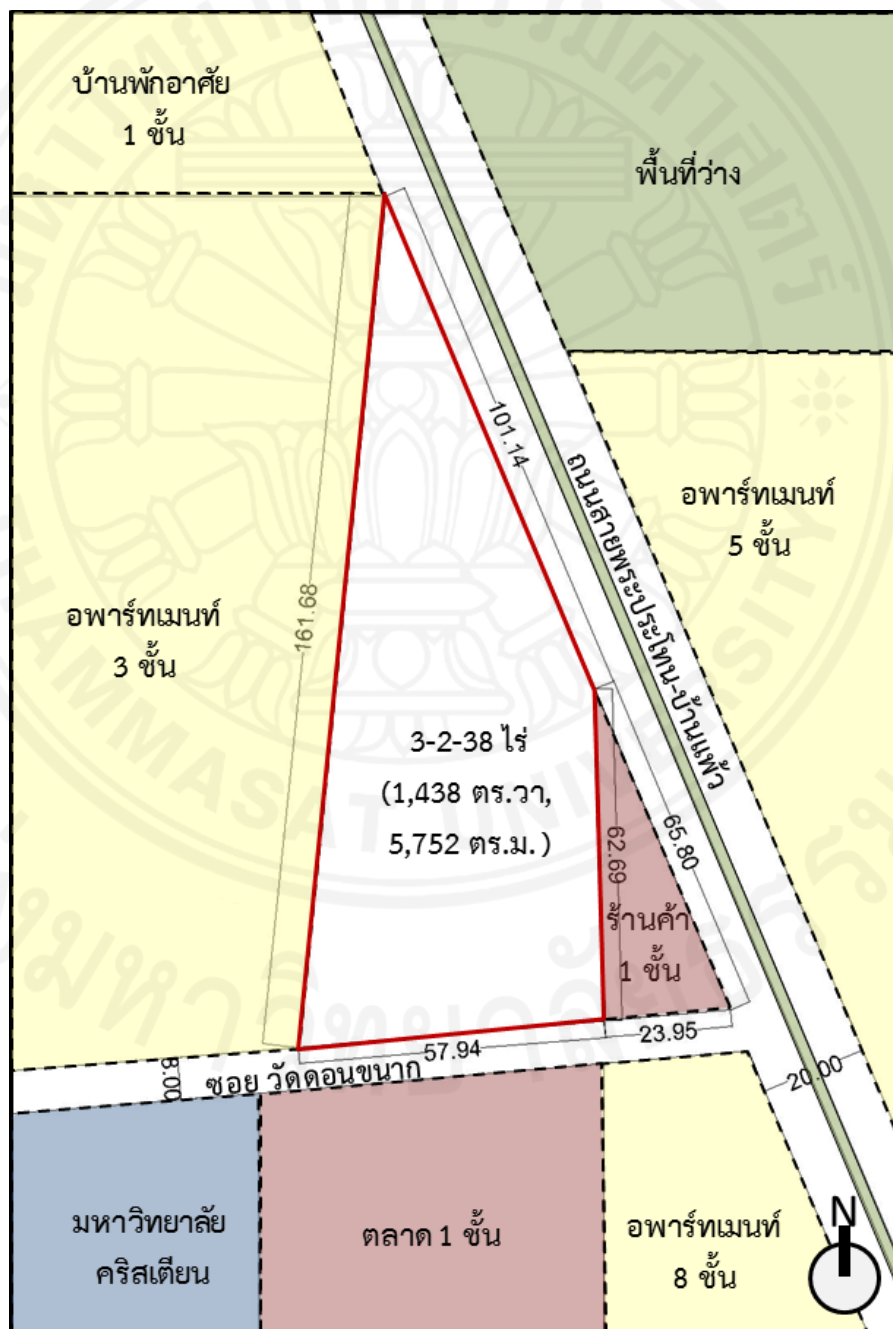 บ้านพักอาศัย
1 ชั้น
พื้นที่ว่าง
101.14
ถนนสายพระประโทน-บ้านแพ้ว
อพาร์ทเมนท์
5 ชั้น
161.68
อพาร์ทเมนท์
3 ชั้น
3-2-38 ไร่
(1,438 ตร.วา,
5,752 ตร.ม. )
62.69
65.80
ร้านค้า
1 ชั้น
57.94
23.95
8.00
ซอย วัดดอนขนาก
20.00
มหาวิทยาลัย
คริสเตียน
ตลาด 1 ชั้น
อพาร์ทเมนท์
8 ชั้น
N
THAMMASAT UNIVERSITY